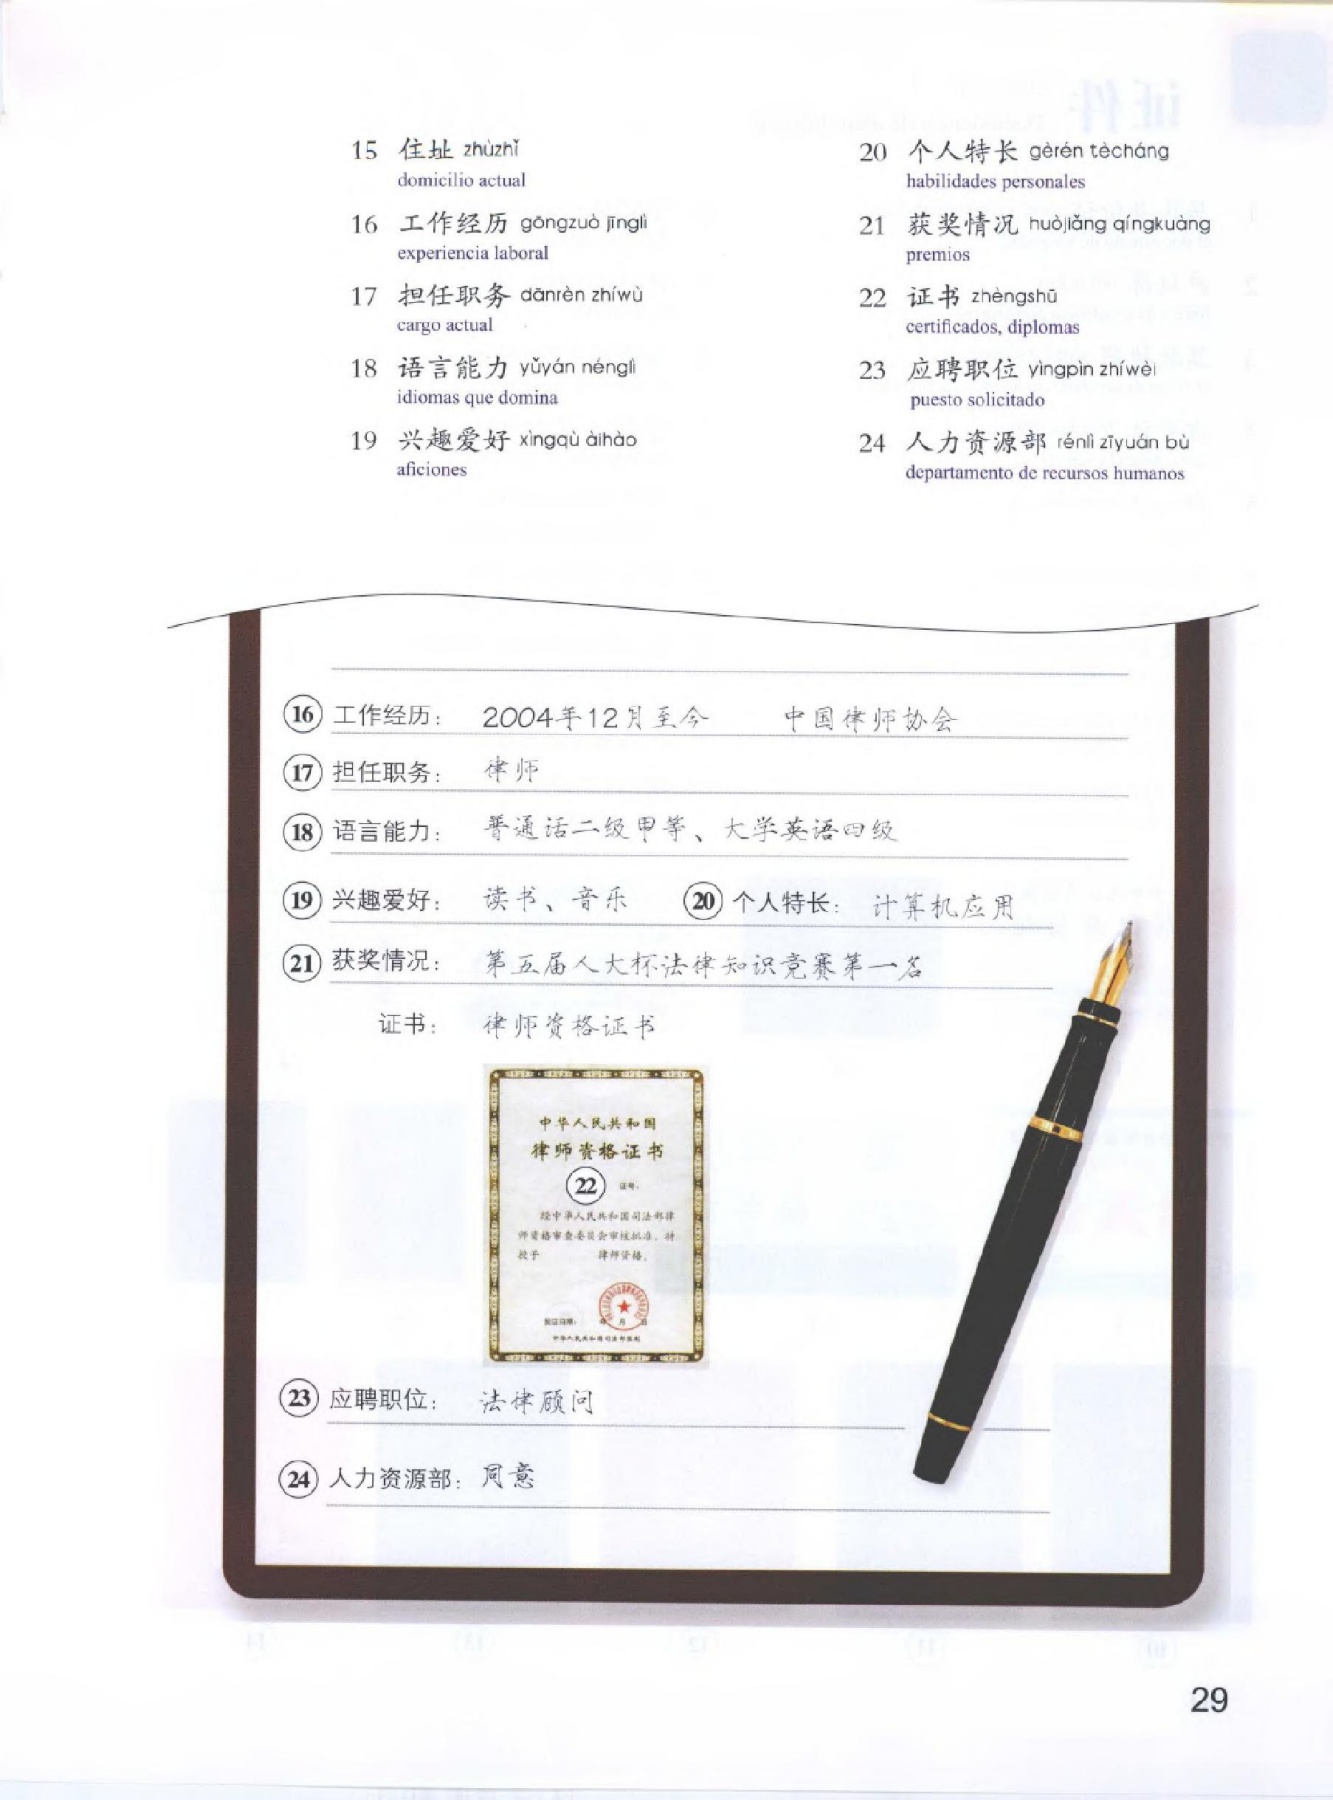 15 住址 zhùzhǐ
domicilio actual
16 工作经历 gōngzuò jīnglì
experiencia laboral
17 担任职务 dānrèn zhíwù
cargo actual
18 语言能力 yǔyán nénglì
idiomas que domina
19 兴趣爱好 xìngqù àihào
aficiones
20 个人特长 gèrén tècháng
habilidades personales
21 获奖情况 huòjiǎng qíngkuàng
premios
22 证书 zhèngshū
certificados, diplomas
23 应聘职位 yìngpìn zhíwèi
puesto solicitado
24 人力资源部 rénlì zīyuán bù
departamento de recursos humanos
16 工作经历： 2004年12月至今 中国律师协会
17 担任职务： 律师
18 语言能力： 普通话二级甲等、大学英语四级
19 兴趣爱好： 读书、音乐 20 个人特长： 计算机应用
21 获奖情况： 第五届人大杯法律知识竞赛第一名
证书： 律师资格证书
中华人民共和国
律师资格证书
22 证号：
经中华人民共和国司法部律
师资格审查委员会审核批准，特
授予 律师资格。
发证日期： 年 月 日
中华人民共和国司法部监制
23 应聘职位： 法律顾问
24 人力资源部： 同意
29